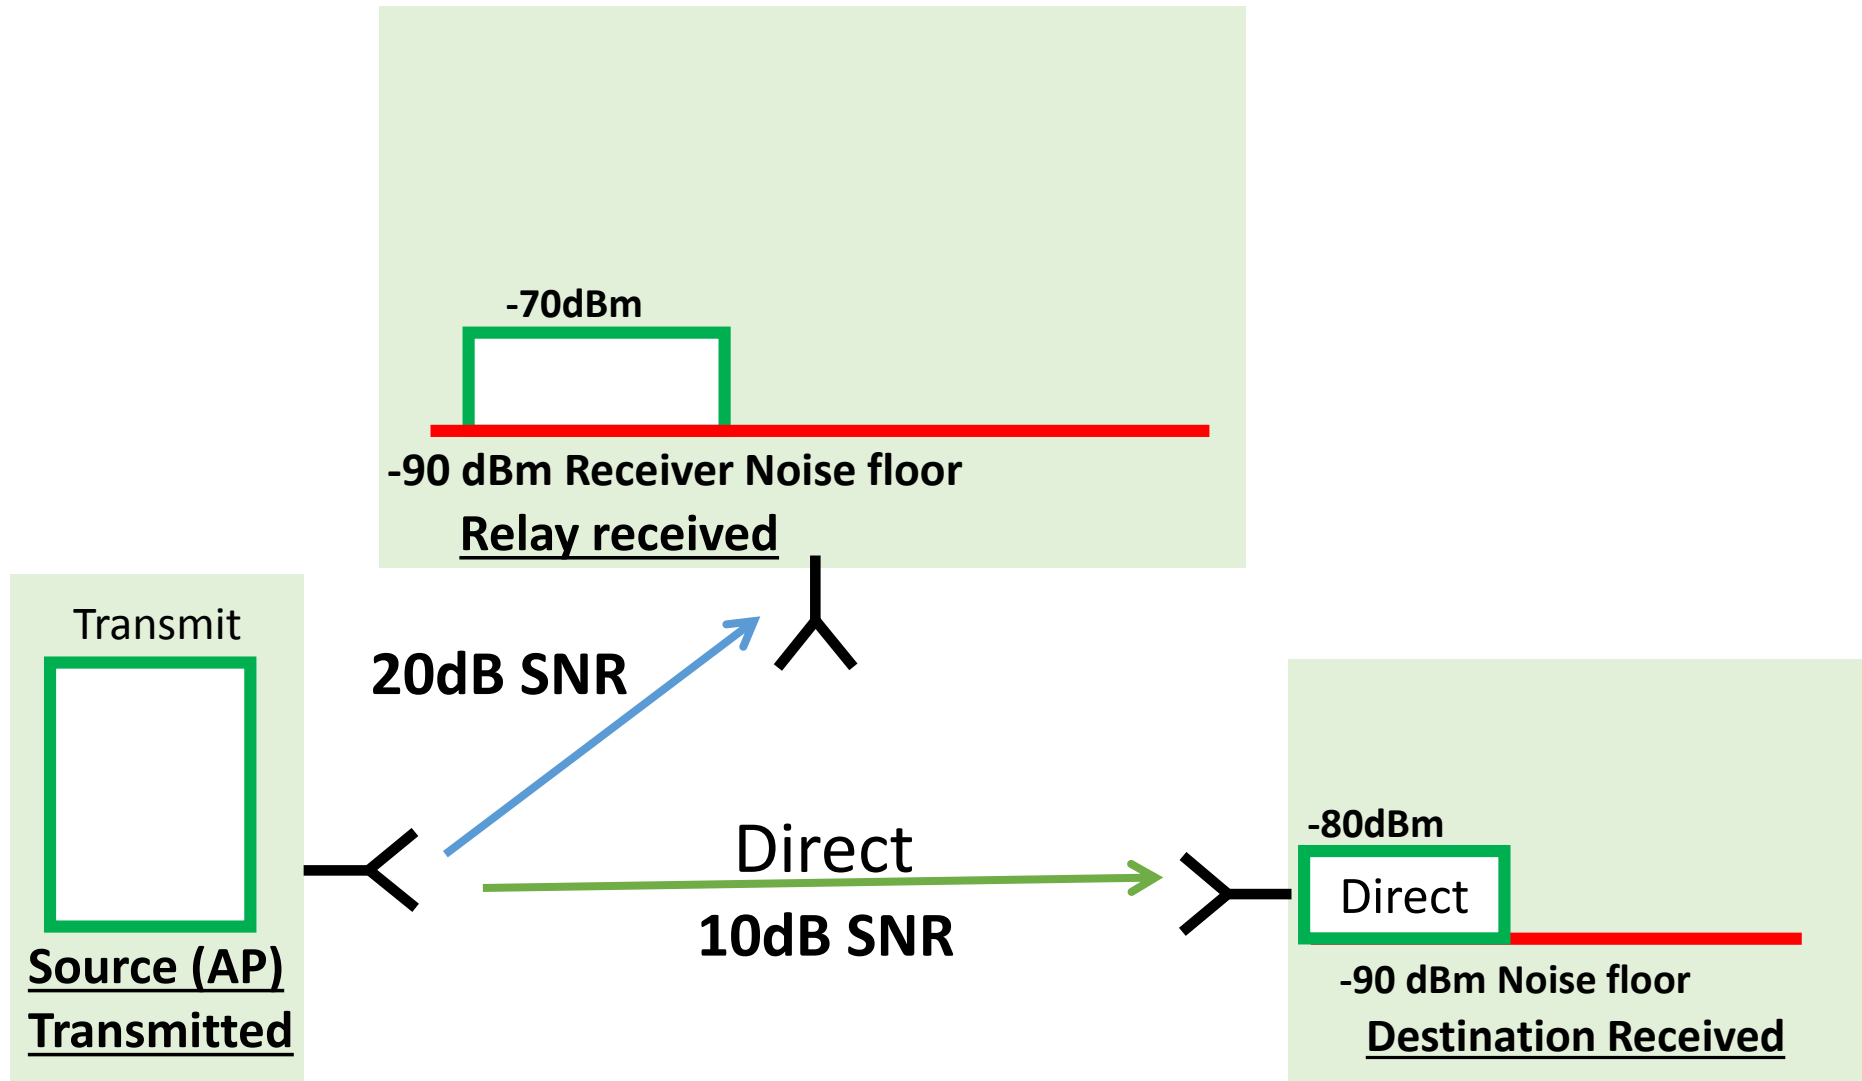 -70dBm
-90 dBm Receiver Noise floor
Relay received
Transmit
20dB SNR
Source (AP)
Transmitted
Direct
10dB SNR
-80dBm
Direct
-90 dBm Noise floor
Destination Received